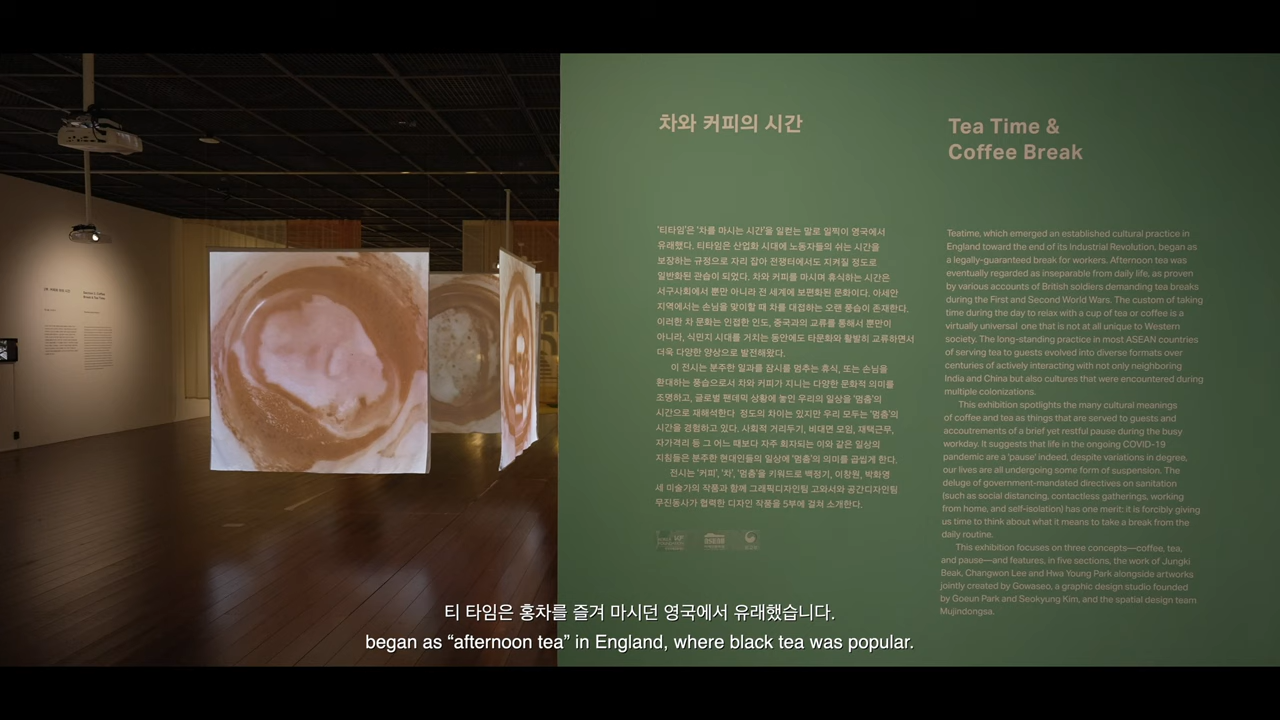 차와 커피의 시간
Tea Time &
Coffee Break
'티타임'은 '차를 마시는 시간'을 일컫는 말로 일찍이 영국에서
유래했다. 티타임은 산업화 시대에 노동자들의 쉬는 시간을
보장하는 규정으로 자리 잡아 전쟁터에서도 지켜질 정도로
일반화된 관습이 되었다. 차와 커피를 마시며 휴식하는 시간은
서구사회에서 뿐만 아니라 전 세계에 보편화된 문화이다. 아세안
지역에서는 손님을 맞이할 때 차를 대접하는 오랜 풍습이 존재한다.
이러한 차 문화는 인접한 인도, 중국과의 교류를 통해서 뿐만이
아니라, 식민지 시대를 거치는 동안에도 타문화와 활발히 교류하면서
더욱 다양한 양상으로 발전해왔다.
이 전시는 분주한 일과를 잠시를 멈추는 휴식, 또는 손님을
환대하는 풍습으로서 차와 커피가 지니는 다양한 문화적 의미를
조명하고, 글로벌 팬데믹 상황에 놓인 우리의 일상을 '멈춤'의
시간으로 재해석한다. 정도의 차이는 있지만 우리 모두는 '멈춤'의
시간을 경험하고 있다. 사회적 거리두기, 비대면 모임, 재택근무,
자가격리 등 그 어느 때보다 자주 회자되는 이와 같은 일상의
지침들은 분주한 현대인들의 일상에 '멈춤'의 의미를 곱씹게 한다.
전시는 '커피', '차', '멈춤'을 키워드로 백정기, 이창원, 박화영
세 미술가의 작품과 함께 그래픽디자인팀 고와서와 공간디자인팀
무진동사가 협력한 디자인 작품을 5부에 걸쳐 소개한다.
Teatime, which emerged an established cultural practice in
England toward the end of its Industrial Revolution, began as
a legally-guaranteed break for workers. Afternoon tea was
eventually regarded as inseparable from daily life, as proven
by various accounts of British soldiers demanding tea breaks
during the First and Second World Wars. The custom of taking
time during the day to relax with a cup of tea or coffee is a
virtually universal one that is not at all unique to Western
society. The long-standing practice in most ASEAN countries
of serving tea to guests evolved into diverse formats over
centuries of actively interacting with not only neighboring
India and China but also cultures that were encountered during
multiple colonizations.
This exhibition spotlights the many cultural meanings
of coffee and tea as things that are served to guests and
accoutrements of a brief yet restful pause during the busy
workday. It suggests that life in the ongoing COVID-19
pandemic are a 'pause' indeed, despite variations in degree,
our lives are all undergoing some form of suspension. The
deluge of government-mandated directives on sanitation
(such as social distancing, contactless gatherings, working
from home, and self-isolation) has one merit: it is forcibly giving
us time to think about what it means to take a break from the
daily routine.
This exhibition focuses on three concepts—coffee, tea,
and pause—and features, in five sections, the work of Jungki
Beak, Changwon Lee and Hwa Young Park alongside artworks
jointly created by Gowaseo, a graphic design studio founded
by Goeun Park and Seokyung Kim, and the spatial design team
Mujindongsa.
티 타임은 홍차를 즐겨 마시던 영국에서 유래했습니다.
began as “afternoon tea” in England, where black tea was popular.